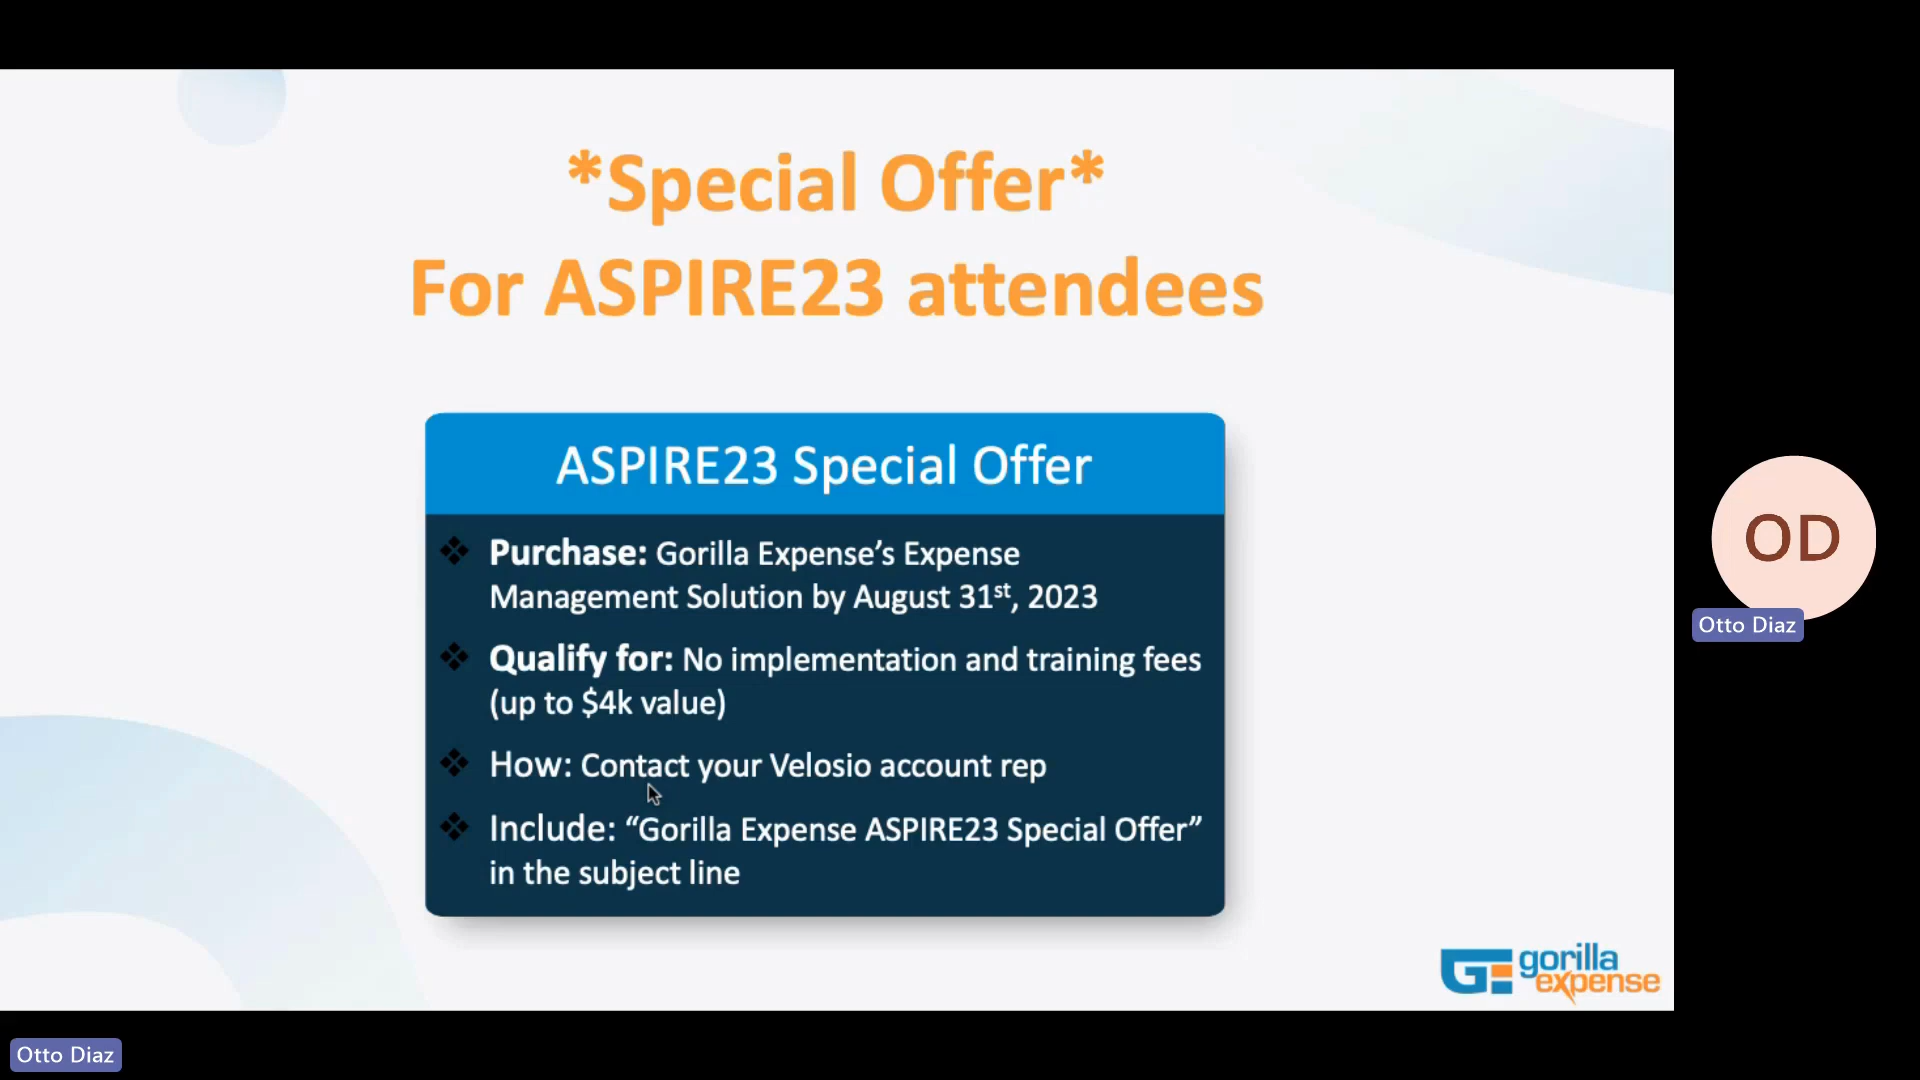 *Special Offer*
For ASPIRE23 attendees
ASPIRE23 Special Offer
❖ Purchase: Gorilla Expense’s Expense
Management Solution by August 31st, 2023
❖ Qualify for: No implementation and training fees
(up to $4k value)
❖ How: Contact your Velosio account rep
❖ Include: “Gorilla Expense ASPIRE23 Special Offer”
in the subject line
GE gorilla
expense
OD
Otto Diaz
Otto Diaz